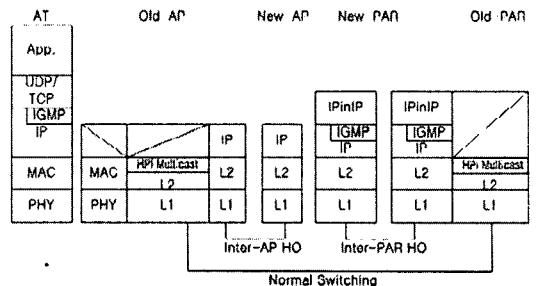 AT Old AP New AP New PAR Old PAR
App.
UDP/
TCP
IGMP
IP
IPinIP IPinIP
IP IP IGMP IGMP
IP IP
MAC MAC HPi Multicast L2 L2 L2 L2 L2 HPi Multicast L2
PHY PHY L1 L1 L1 L1 L1 L1
Inter-AP HO Inter-PAR HO
Normal Switching